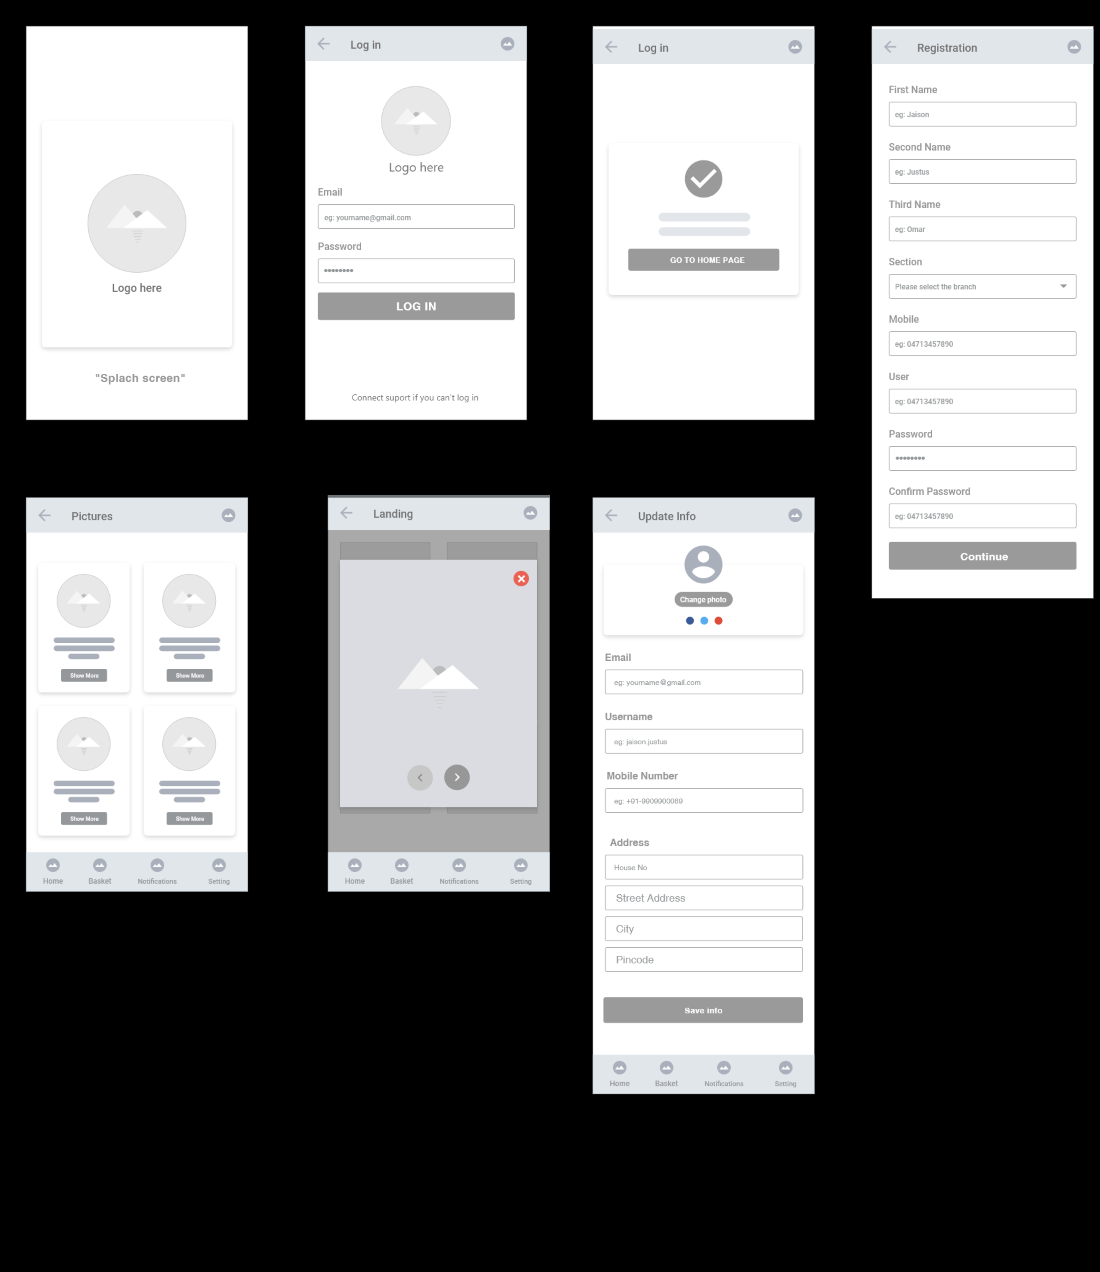 Logo here
"Splach screen"
Log in
Logo here
Email
eg: yourname@gmail.com
Password
••••••••
LOG IN
Connect suport if you can't log in
Log in
GO TO HOME PAGE
Registration
First Name
eg: Jaison
Second Name
eg: Justus
Third Name
eg: Omar
Section
Please select the branch
Mobile
eg: 04713457890
User
eg: 04713457890
Password
••••••••
Confirm Password
eg: 04713457890
Continue
Pictures
Show More
Show More
Show More
Show More
Home Basket Notifications Setting
Landing
Home Basket Notifications Setting
Update Info
Change photo
Email
eg: yourname@gmail.com
Username
eg: jaison.justus
Mobile Number
eg: +91-9909900069
Address
House No
Street Address
City
Pincode
Save info
Home Basket Notifications Setting